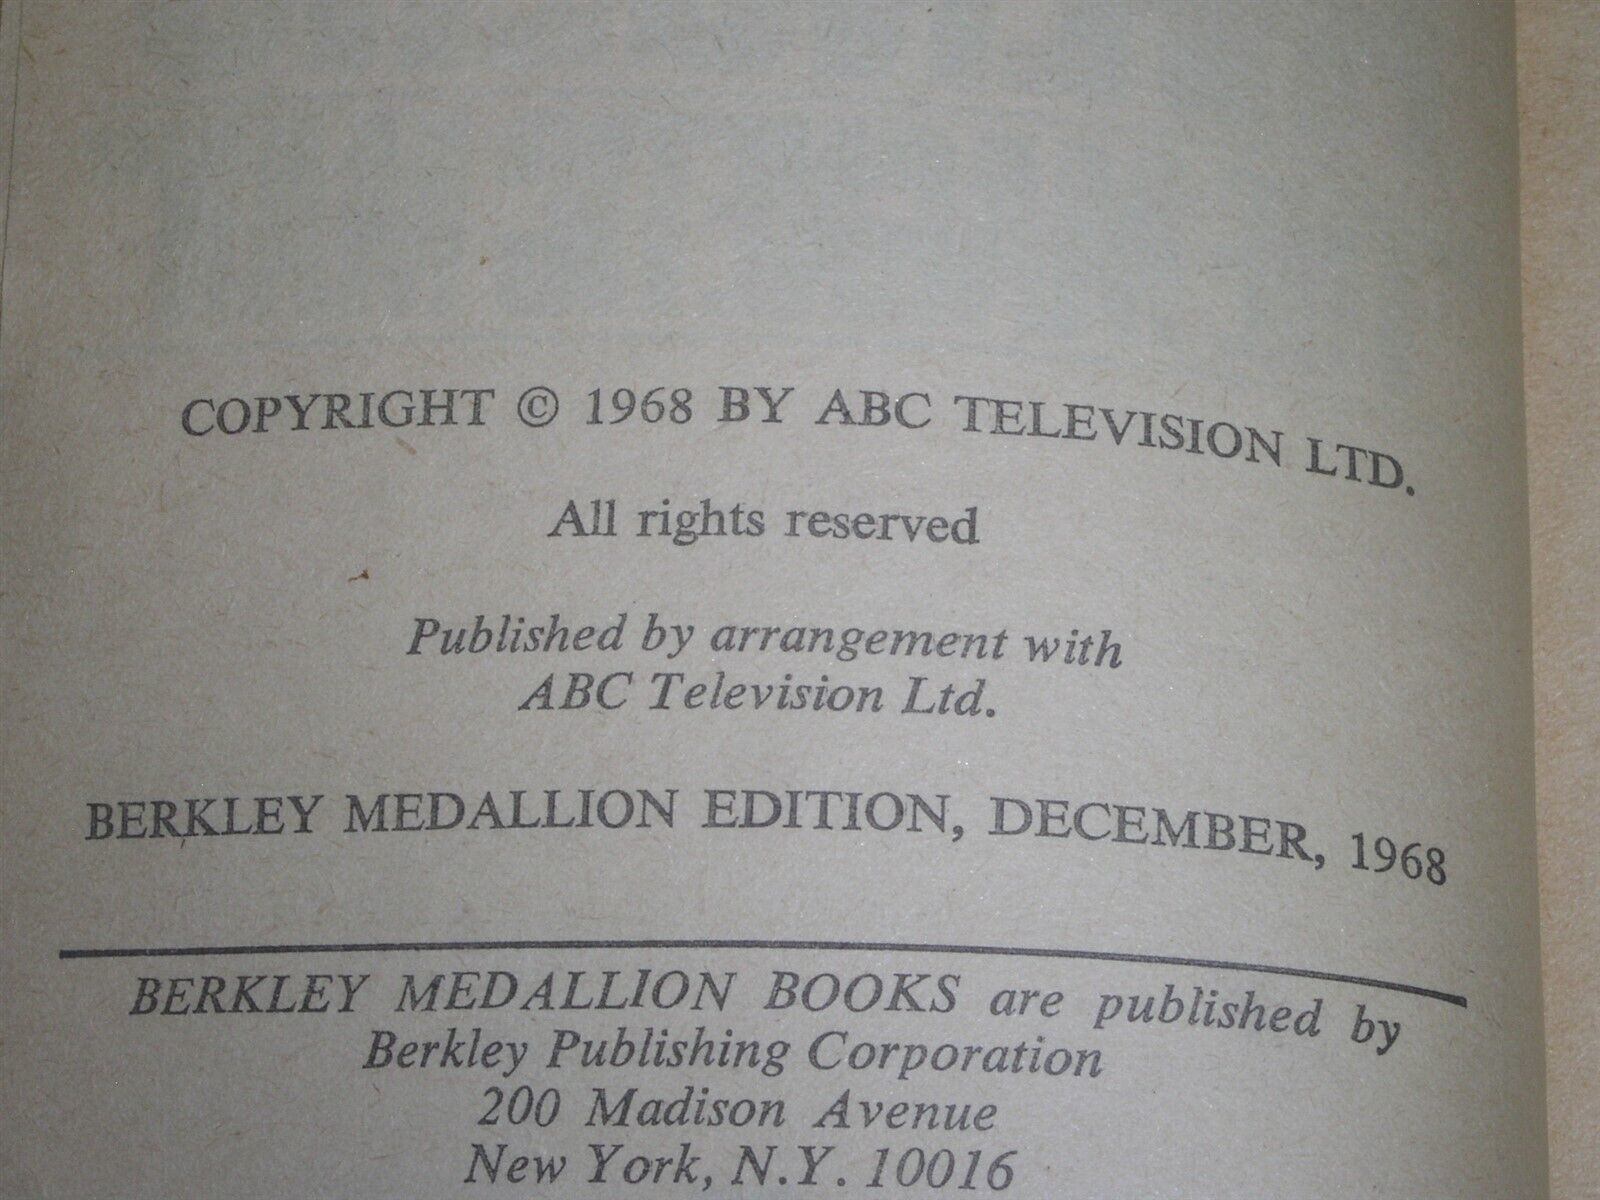 COPYRIGHT © 1968 BY ABC TELEVISION LTD.
All rights reserved
Published by arrangement with
ABC Television Ltd.
BERKLEY MEDALLION EDITION, DECEMBER, 1968
BERKLEY MEDALLION BOOKS are published by
Berkley Publishing Corporation
200 Madison Avenue
New York, N.Y. 10016